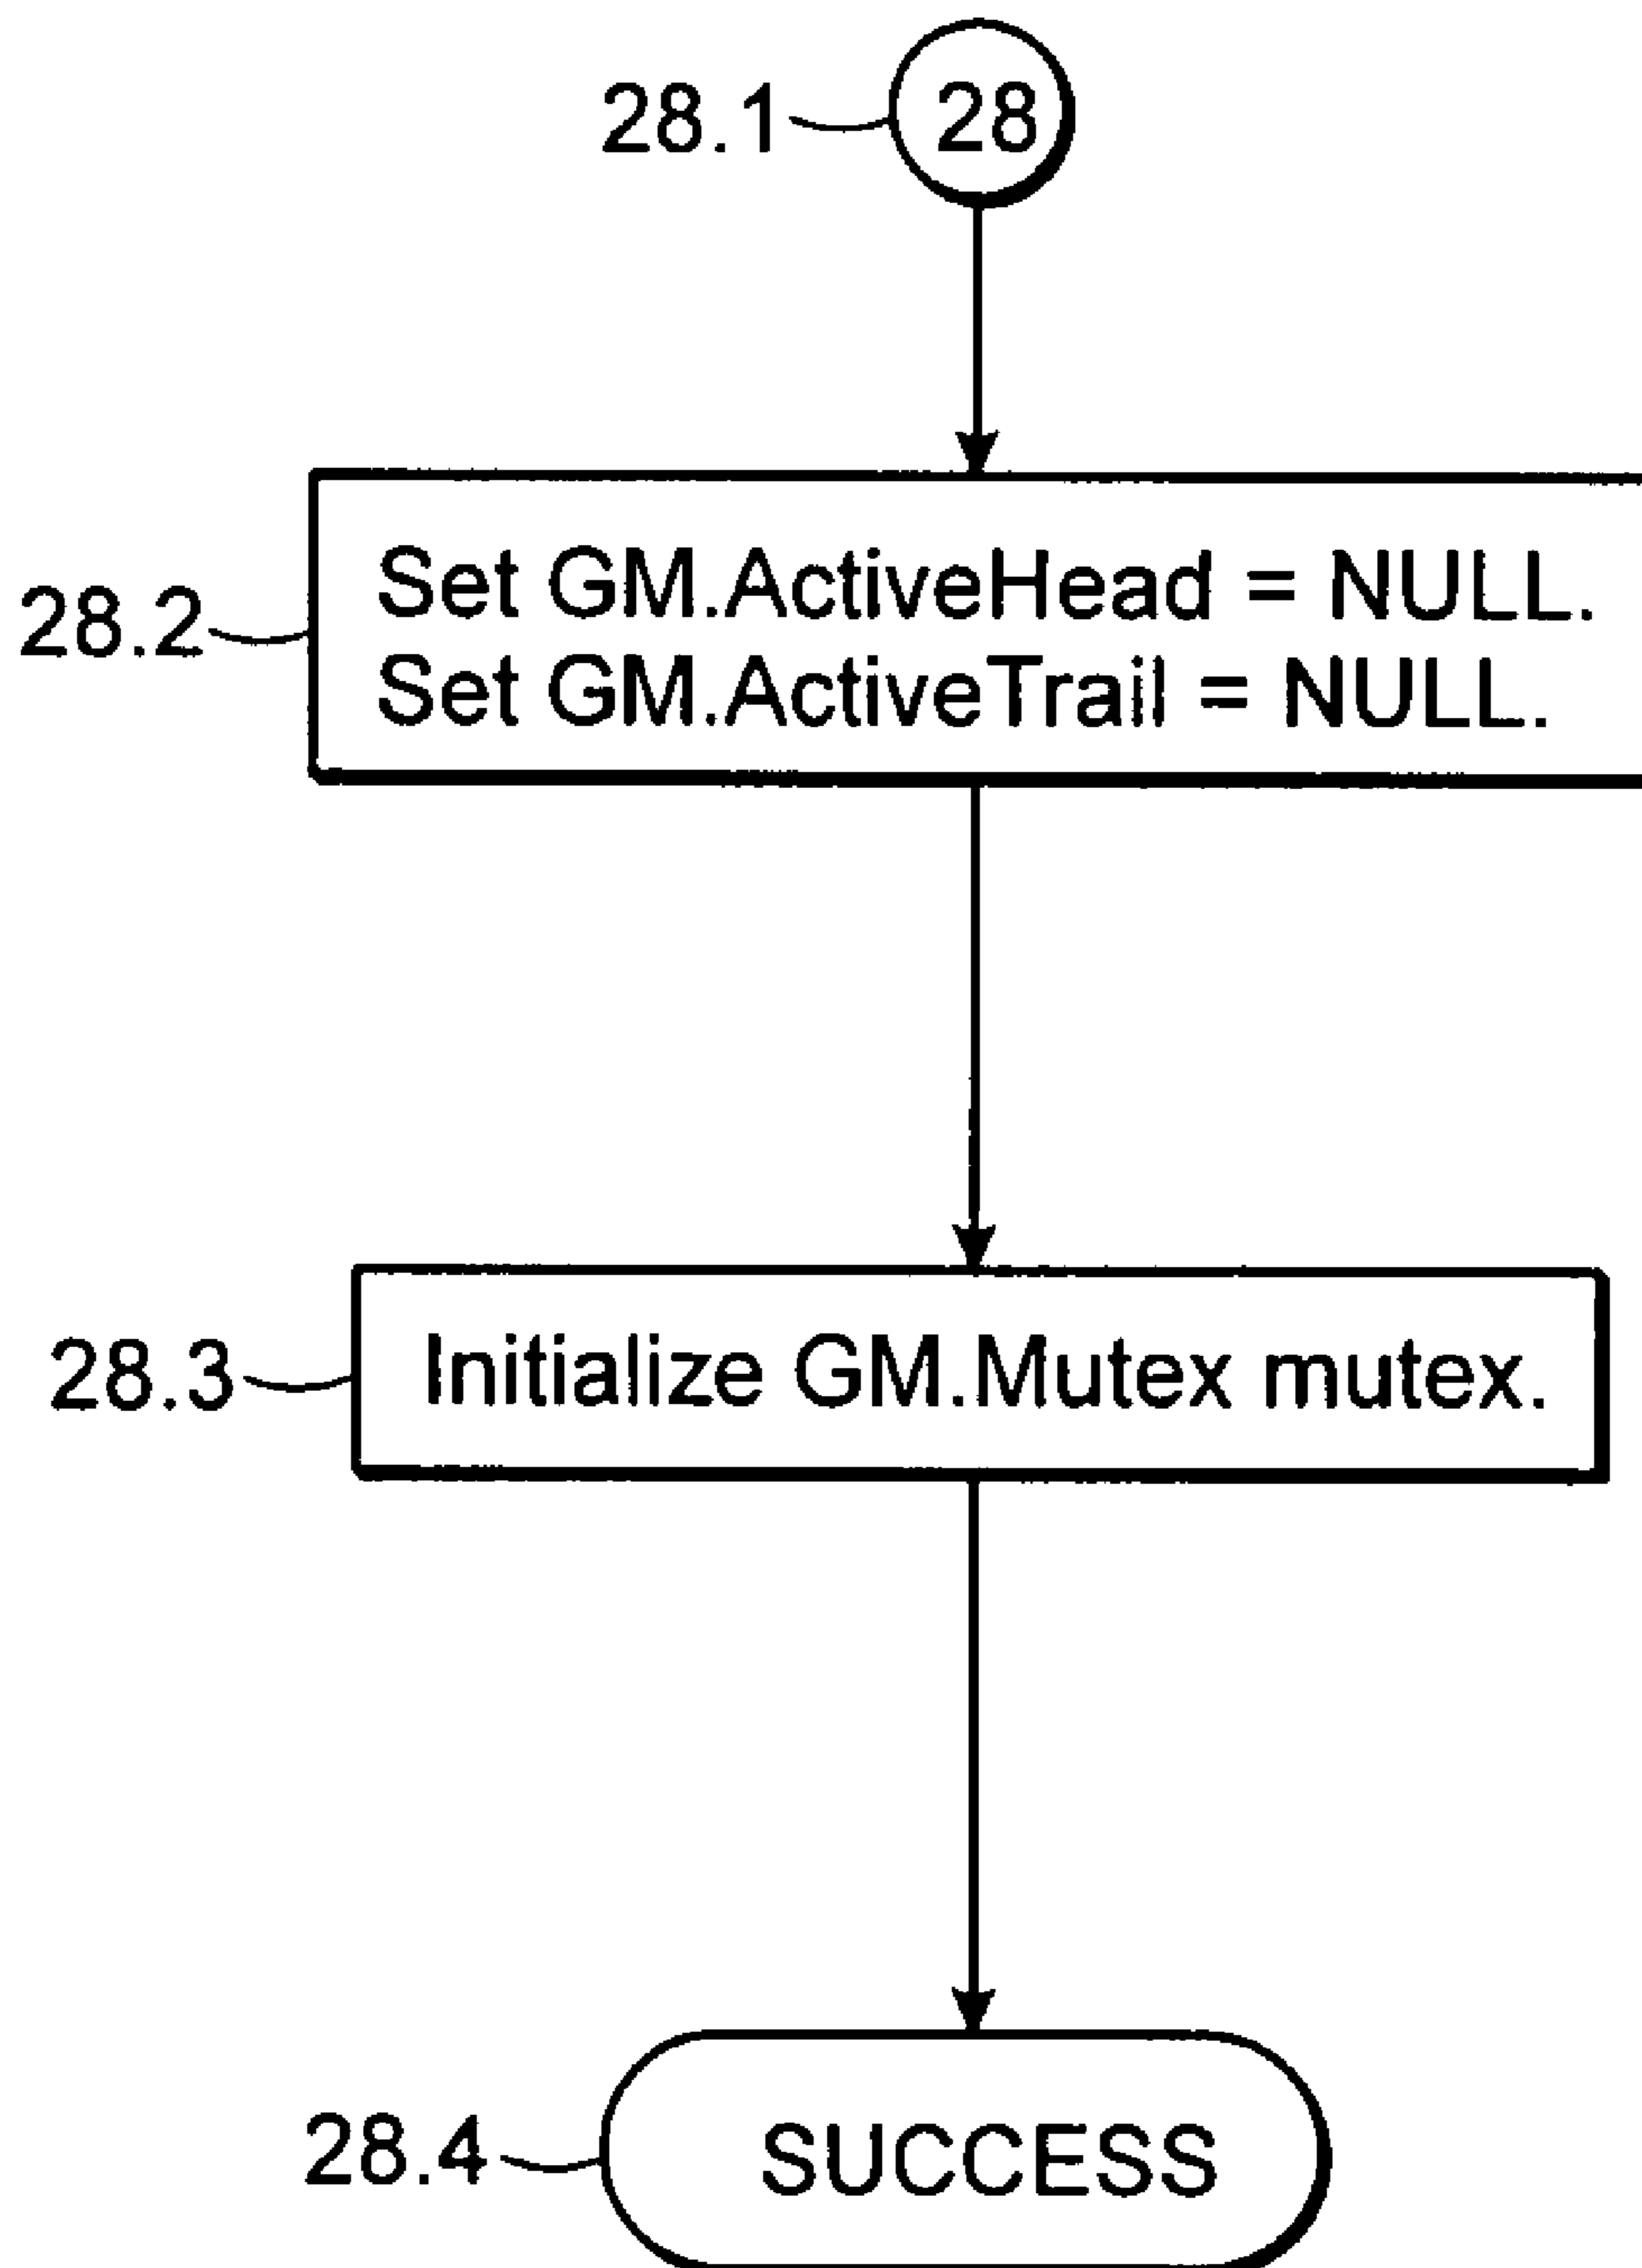 28.1 28
28.2 Set GM.ActiveHead = NULL.
Set GM.ActiveTrail = NULL.
28.3 Initialize GM.Mutex mutex.
28.4 SUCCESS